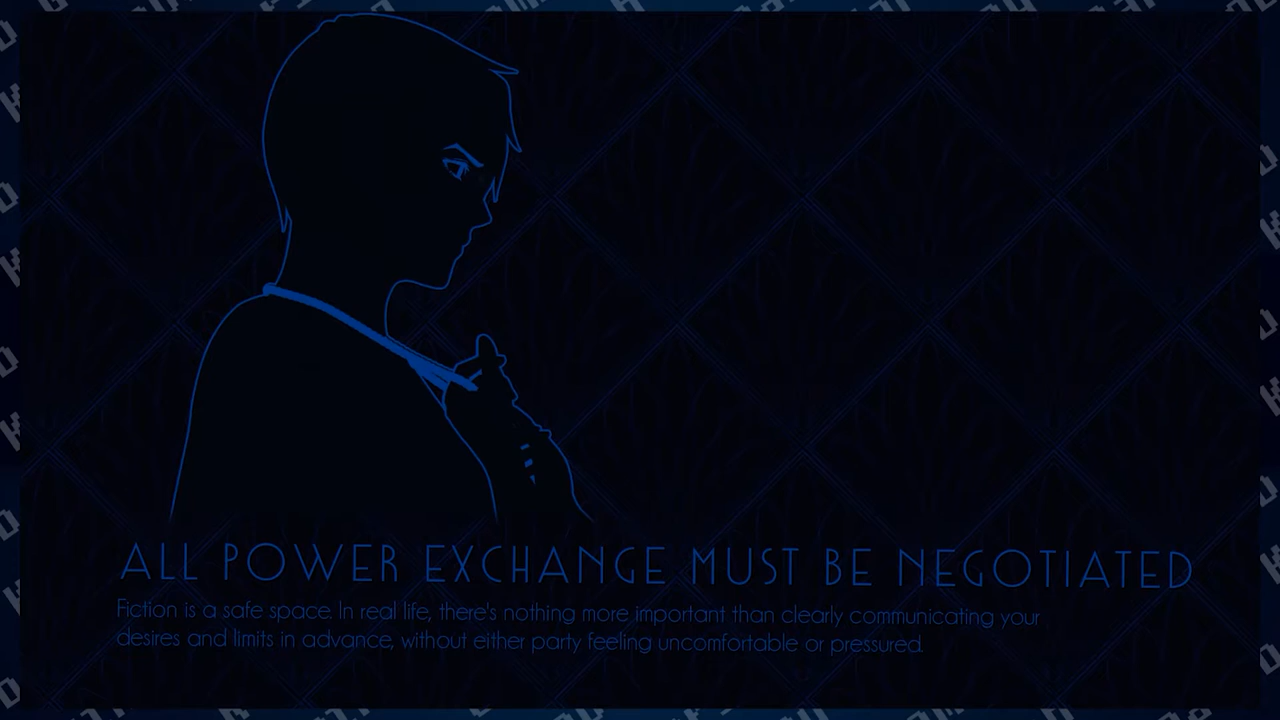 ALL POWER EXCHANGE MUST BE NEGOTIATED
Fiction is a safe space. In real life, there's nothing more important than clearly communicating your
desires and limits in advance, without either party feeling uncomfortable or pressured.